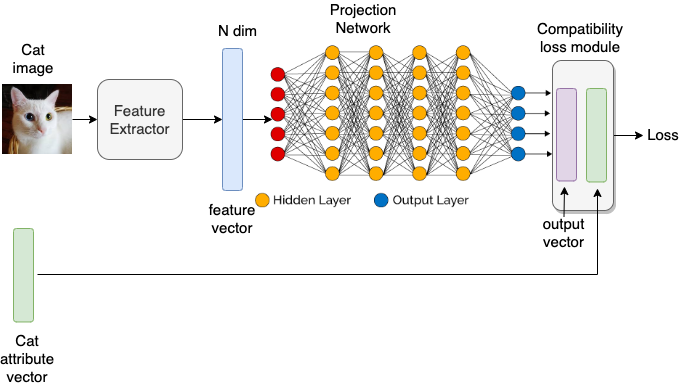 Projection
Network
N dim
Compatibility
loss module
Cat
image
Feature
Extractor
Loss
feature
vector
Hidden Layer
Output Layer
output
vector
Cat
attribute
vector